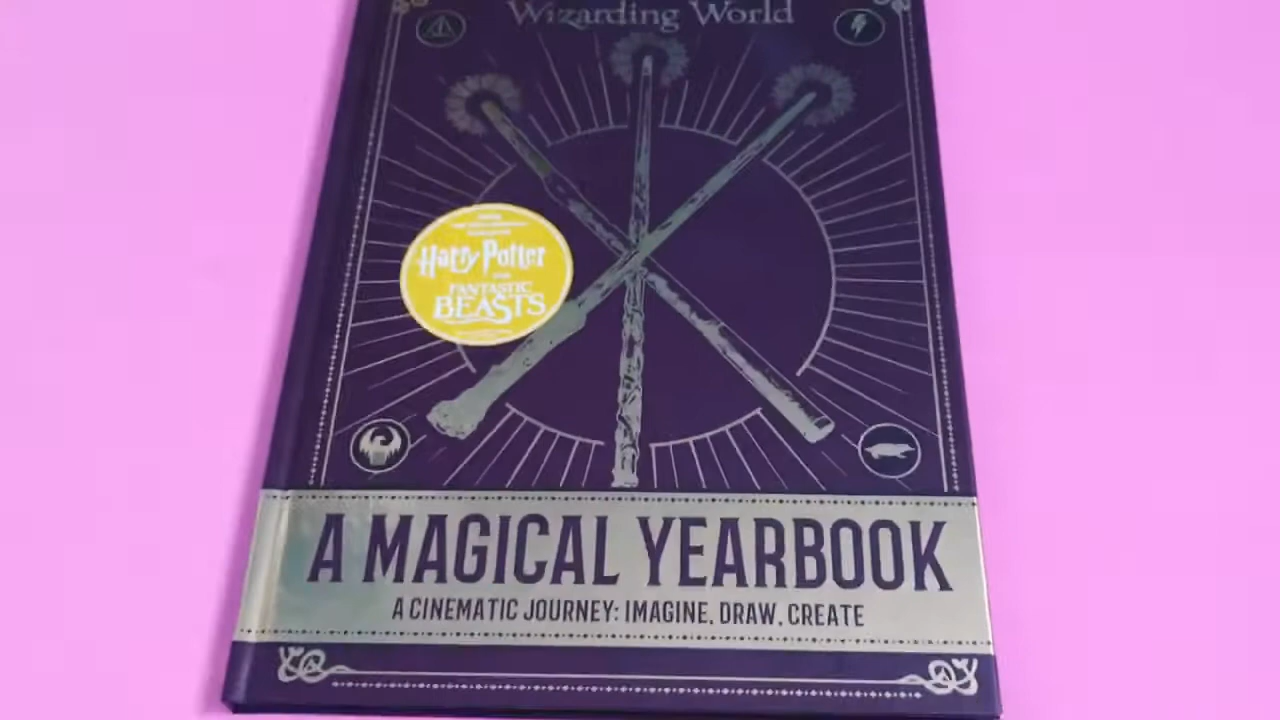 Wizarding World
Harry Potter
FANTASTIC
BEASTS
A MAGICAL YEARBOOK
A CINEMATIC JOURNEY: IMAGINE, DRAW, CREATE